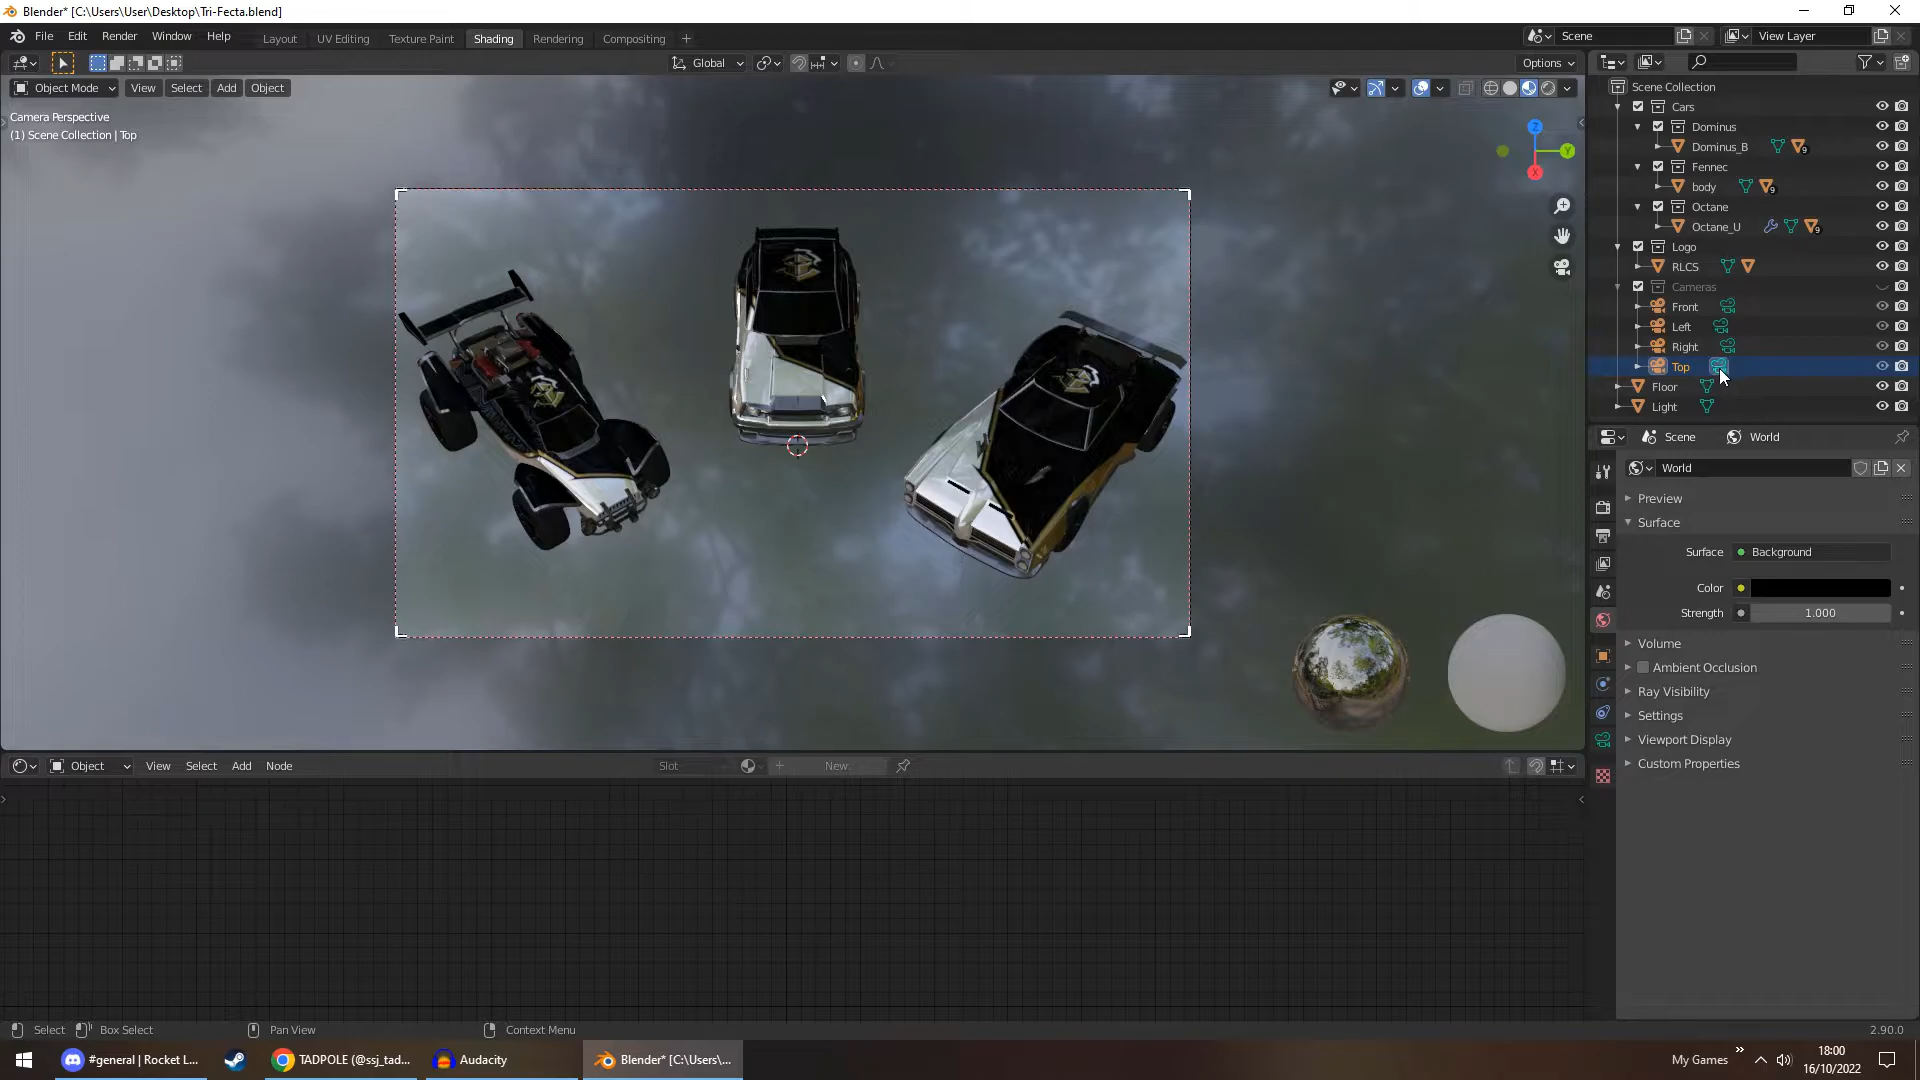 Blender* [C:\Users\User\Desktop\Tri-Fecta.blend]
File Edit Render Window Help
Layout UV Editing Texture Paint Shading Rendering Compositing +
Scene
View Layer
Global
Options
Object Mode View Select Add Object
Camera Perspective
(1) Scene Collection | Top
Z
Y
X
Scene Collection
Cars
Dominus
Dominus_B
9
Fennec
body
9
Octane
Octane_U
9
Logo
RLCS
Cameras
Front
Left
Right
Top
Floor
Light
Scene World
World
Preview
Surface
Surface Background
Color
Strength 1.000
Volume
Ambient Occlusion
Ray Visibility
Settings
Viewport Display
Custom Properties
Object View Select Add Node
Slot
New
Select Box Select Pan View Context Menu
2.90.0
#general | Rocket L...
TADPOLE (@ssj_tad...
Audacity
Blender* [C:\Users\...
My Games
18:00
16/10/2022